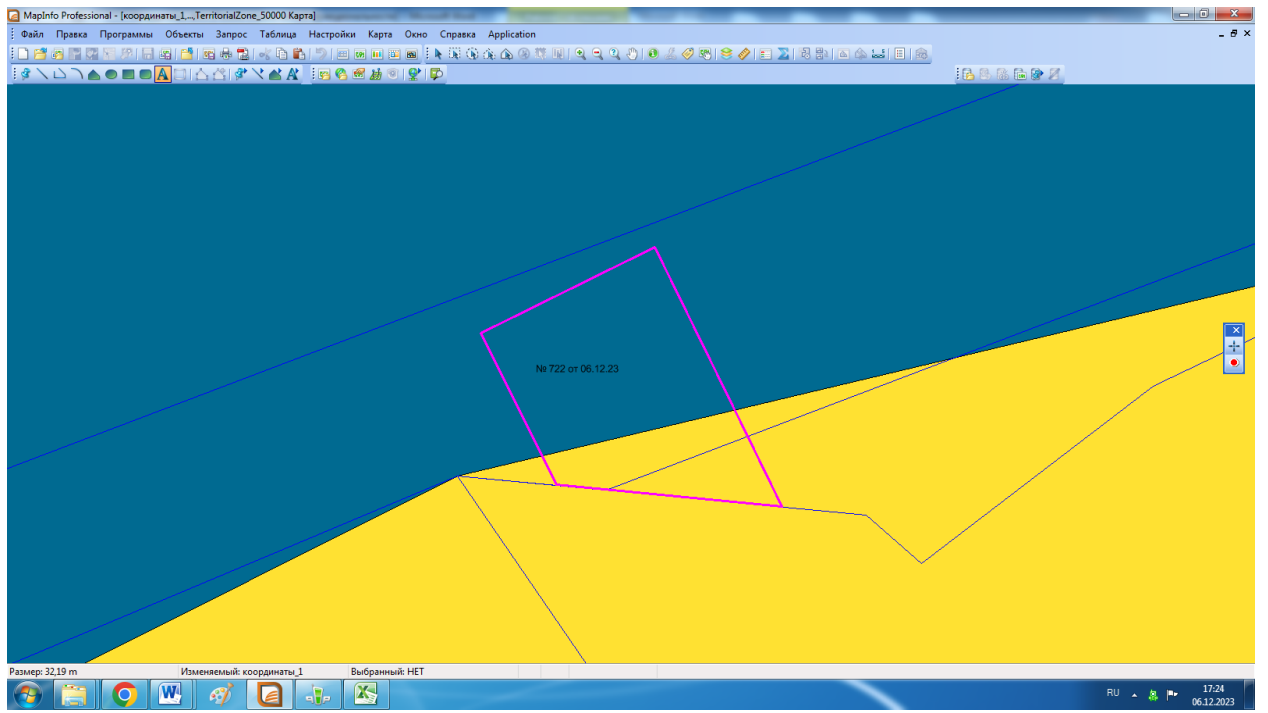 MapInfo Professional - [координаты_1,...,TerritorialZone_50000 Карта]
Файл Правка Программы Объекты Запрос Таблица Настройки Карта Окно Справка Application
№ 722 от 06.12.23
Размер: 32,19 m Изменяемый: координаты_1 Выбранный: НЕТ
RU 17:24
06.12.2023